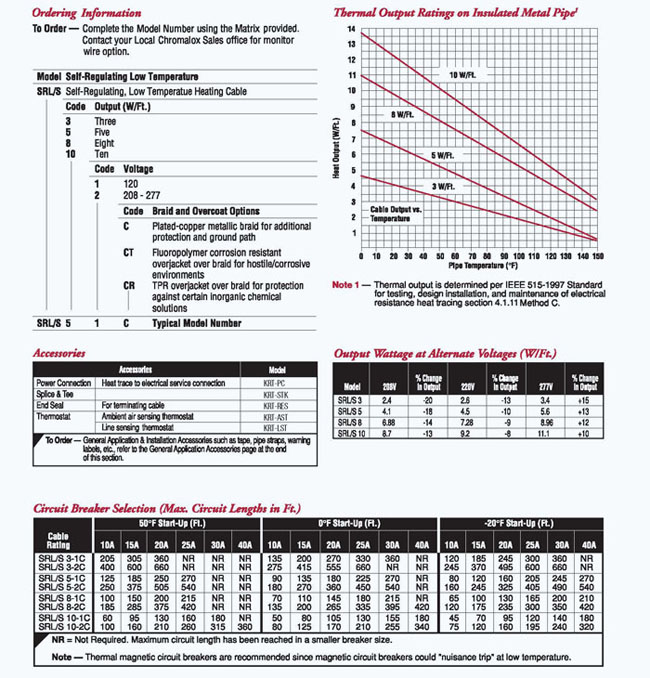 Ordering Information
To Order — Complete the Model Number using the Matrix provided.
Contact your Local Chromalox Sales office for monitor
wire option.
Model Self-Regulating Low Temperature
SRL/S Self-Regulating, Low Temperatue Heating Cable
Code Output (W/Ft.)
3 Three
5 Five
8 Eight
10 Ten
Code Voltage
1 120
2 208 - 277
Code Braid and Overcoat Options
C Plated-copper metallic braid for additional
protection and ground path
CT Fluoropolymer corrosion resistant
overjacket over braid for hostile/corrosive
environments
CR TPR overjacket over braid for protection
against certain inorganic chemical
solutions
SRL/S 5 1 C Typical Model Number
Thermal Output Ratings on Insulated Metal Pipe¹
Heat Output (W/Ft.)
14
13
12
11
10
9
8
7
6
5
4
3
2
1
10 W/Ft.
8 W/Ft.
5 W/Ft.
3 W/Ft.
Cable Output vs.
Temperature
0 10 20 30 40 50 60 70 80 90 100 110 120 130 140 150
Pipe Temperature (°F)
Note 1 — Thermal output is determined per IEEE 515-1997 Standard
for testing, design installation, and maintenance of electrical
resistance heat tracing section 4.1.11 Method C.
Accessories
Accessories Model
Power Connection Heat trace to electrical service connection KRT-PC
Splice & Tee KRT-STK
End Seal For terminating cable KRT-RES
Thermostat Ambient air sensing thermostat KRT-AST
Line sensing thermostat KRT-LST
To Order — General Application & Installation Accessories such as tape, pipe straps, warning
labels, etc., refer to the General Application Accessories page at the end
of this section.
Output Wattage at Alternate Voltages (W/Ft.)
Model 208V % Change in Output 220V % Change in Output 277V % Change in Output
SRL/S 3 2.4 -20 2.6 -13 3.4 +15
SRL/S 5 4.1 -18 4.5 -10 5.6 +13
SRL/S 8 6.88 -14 7.28 -9 8.96 +12
SRL/S 10 8.7 -13 9.2 -8 11.1 +10
Circuit Breaker Selection (Max. Circuit Lengths in Ft.)
50°F Start-Up (Ft.) 0°F Start-Up (Ft.) -20°F Start-Up (Ft.)
Cable
Rating 10A 15A 20A 25A 30A 40A 10A 15A 20A 25A 30A 40A 10A 15A 20A 25A 30A 40A
SRL/S 3-1C 205 305 360 NR NR NR 135 200 270 330 360 NR 120 185 245 300 360 NR
SRL/S 3-2C 400 600 660 NR NR NR 275 415 555 660 NR NR 245 370 495 600 660 NR
SRL/S 5-1C 125 185 250 270 NR NR 90 135 180 225 270 NR 80 120 160 205 245 270
SRL/S 5-2C 250 375 505 540 NR NR 180 270 360 450 540 NR 160 245 325 405 490 540
SRL/S 8-1C 100 150 200 215 NR NR 70 110 145 180 215 NR 65 100 130 165 200 210
SRL/S 8-2C 185 285 375 420 NR NR 135 200 265 335 395 420 120 175 235 300 350 420
SRL/S 10-1C 60 95 130 160 180 NR 50 80 105 130 155 180 45 70 95 120 140 180
SRL/S 10-2C 100 160 210 260 315 360 80 125 170 210 255 340 75 120 160 195 240 320
NR = Not Required. Maximum circuit length has been reached in a smaller breaker size.
Note — Thermal magnetic circuit breakers are recommended since magnetic circuit breakers could "nuisance trip" at low temperature.